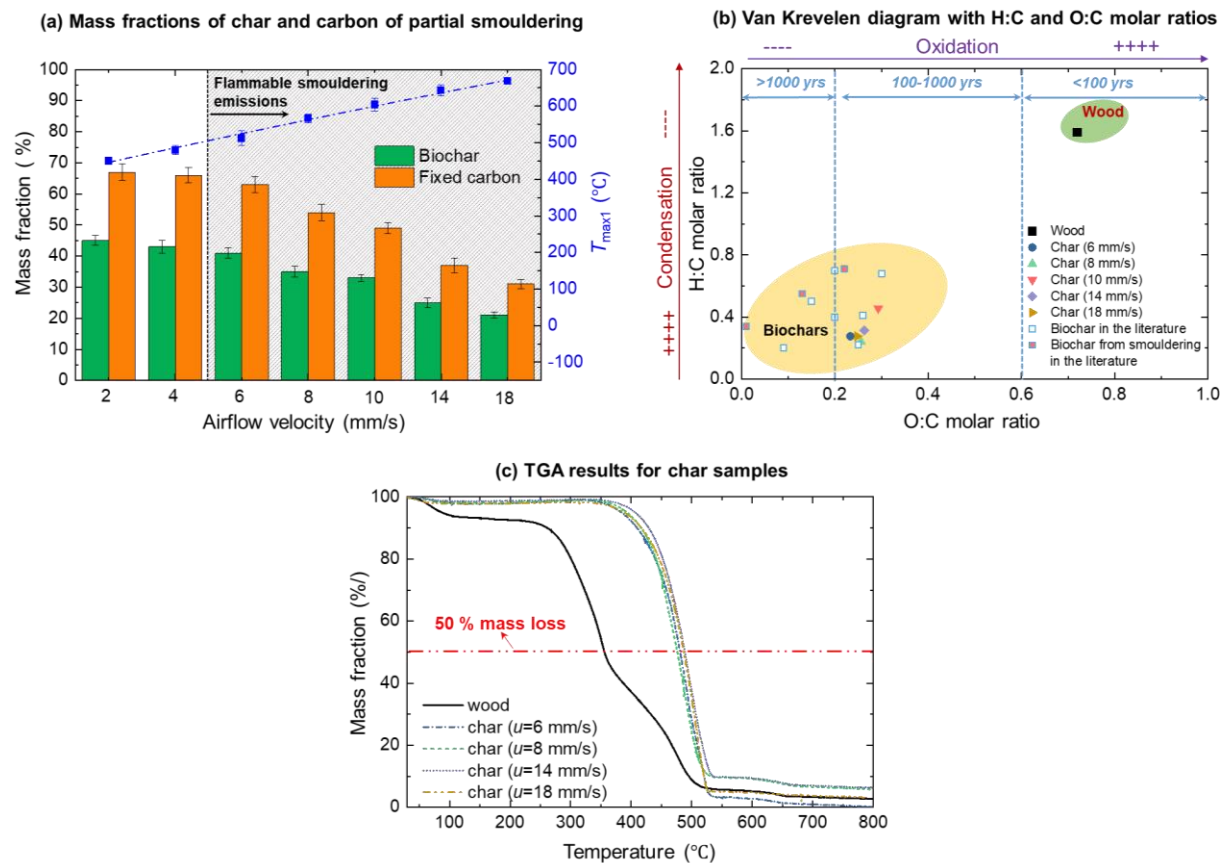 (a) Mass fractions of char and carbon of partial smouldering
100
90
80
70
60
50
40
30
20
10
0
Mass fraction (%)
Flammable smouldering
emissions
Biochar
Fixed carbon
700
600
500
400
300
200
100
0
-100
Tmax1 (°C)
2 4 6 8 10 14 18
Airflow velocity (mm/s)
(b) Van Krevelen diagram with H:C and O:C molar ratios
---- Oxidation ++++
++++ Condensation ----
2.0
1.6
1.2
0.8
0.4
0.0
H:C molar ratio
>1000 yrs 100-1000 yrs <100 yrs
Wood
Biochars
Wood
Char (6 mm/s)
Char (8 mm/s)
Char (10 mm/s)
Char (14 mm/s)
Char (18 mm/s)
Biochar in the literature
Biochar from smouldering
in the literature
0.0 0.2 0.4 0.6 0.8 1.0
O:C molar ratio
(c) TGA results for char samples
100
80
60
40
20
0
Mass fraction (%/)
50 % mass loss
wood
char (u=6 mm/s)
char (u=8 mm/s)
char (u=14 mm/s)
char (u=18 mm/s)
100 200 300 400 500 600 700 800
Temperature (°C)